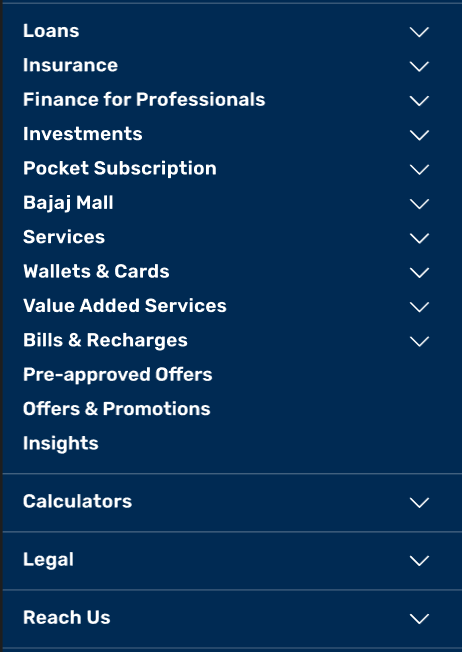 Loans
Insurance
Finance for Professionals
Investments
Pocket Subscription
Bajaj Mall
Services
Wallets & Cards
Value Added Services
Bills & Recharges
Pre-approved Offers
Offers & Promotions
Insights
Calculators
Legal
Reach Us